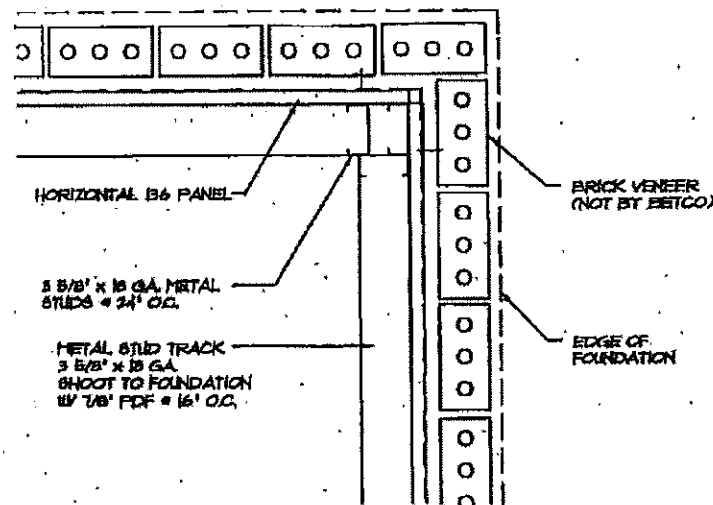 HORIZONTAL 136 PANEL
BRICK VENEER
(NOT BY BETCO)
3 5/8" x 18 GA. METAL
STUDS @ 24" O.C.
METAL STUD TRACK
3 5/8" x 18 GA.
SHOOT TO FOUNDATION
W/ 7/8" PDF @ 16" O.C.
EDGE OF
FOUNDATION